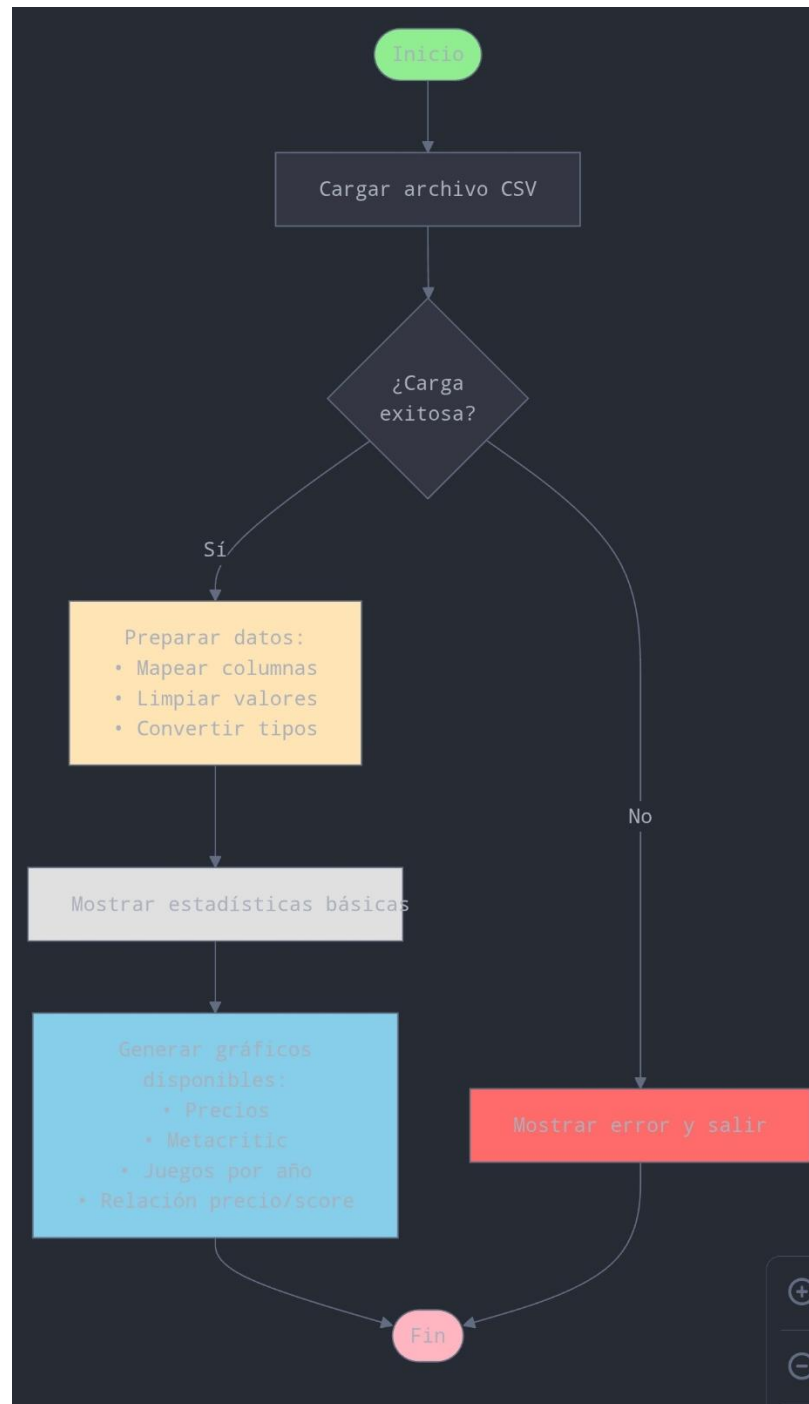 Inicio
Cargar archivo CSV
¿Carga
exitosa?
Sí
Preparar datos:
• Mapear columnas
• Limpiar valores
• Convertir tipos
No
Mostrar estadísticas básicas
Generar gráficos
disponibles:
• Precios
• Metacritic
• Juegos por año
• Relación precio/score
Mostrar error y salir
Fin